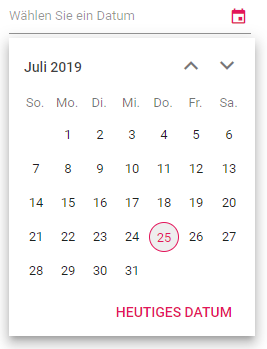 Wählen Sie ein Datum
Juli 2019
So. Mo. Di. Mi. Do. Fr. Sa.
1 2 3 4 5 6
7 8 9 10 11 12 13
14 15 16 17 18 19 20
21 22 23 24 25 26 27
28 29 30 31
HEUTIGES DATUM